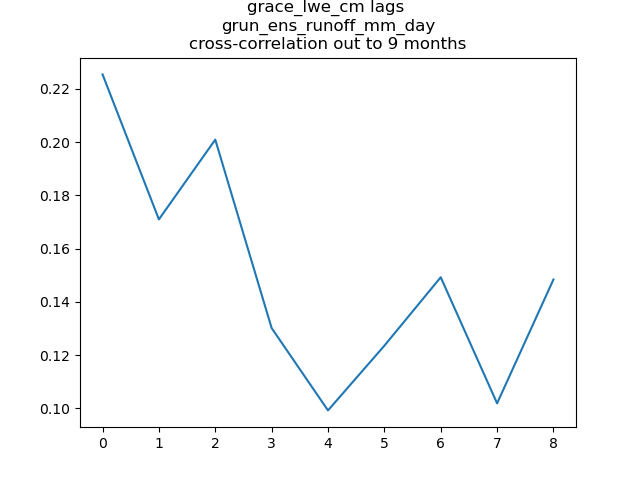 grace_lwe_cm lags
grun_ens_runoff_mm_day
cross-correlation out to 9 months
0.22
0.20
0.18
0.16
0.14
0.12
0.10
0 1 2 3 4 5 6 7 8